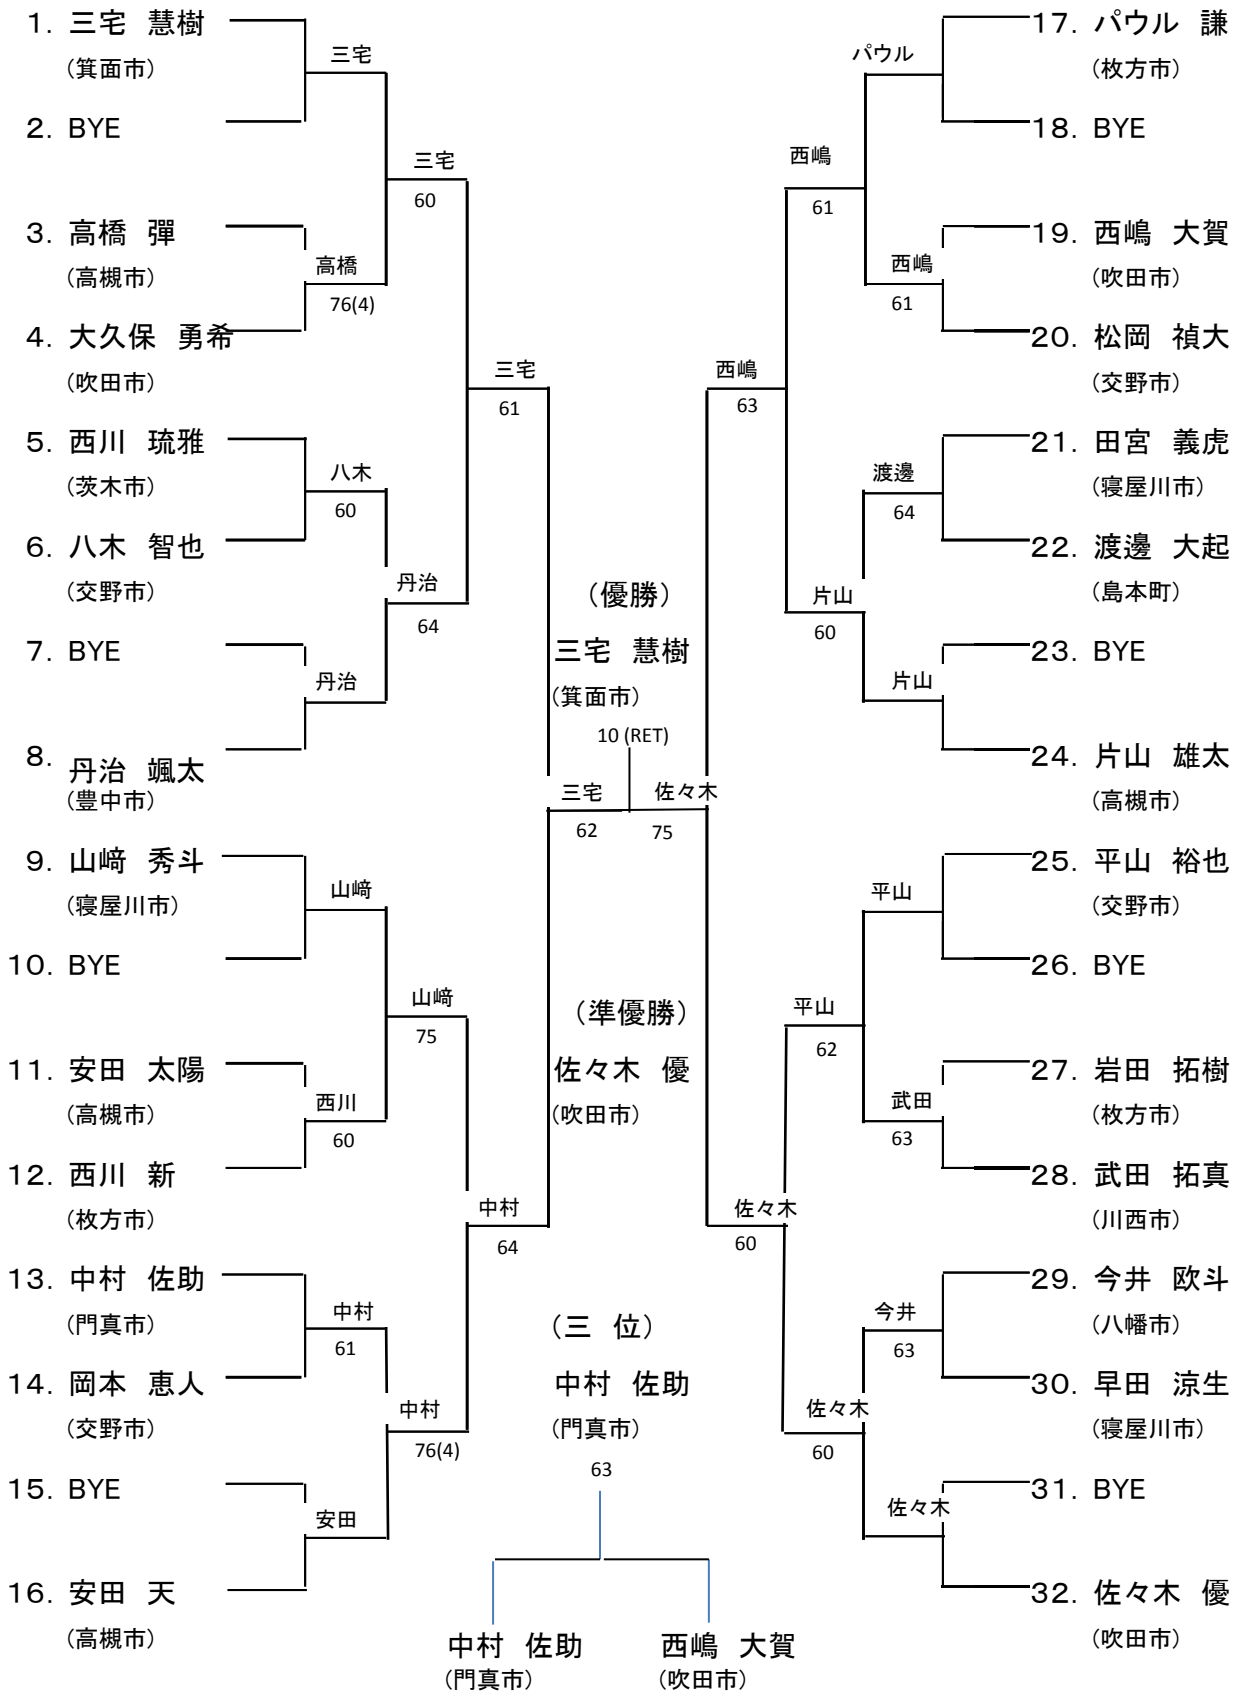 1. 三宅 慧樹
(箕面市)
三宅
2. BYE
三宅
60
3. 高橋 彈
(高槻市)
高橋
76(4)
4. 大久保 勇希
(吹田市)
三宅
61
5. 西川 琉雅
(茨木市)
八木
60
6. 八木 智也
(交野市)
丹治
64
7. BYE
丹治
8. 丹治 颯太
(豊中市)
三宅
62
9. 山﨑 秀斗
(寝屋川市)
山﨑
10. BYE
山﨑
75
11. 安田 太陽
(高槻市)
西川
60
12. 西川 新
(枚方市)
中村
64
13. 中村 佐助
(門真市)
中村
61
14. 岡本 恵人
(交野市)
中村
76(4)
15. BYE
安田
16. 安田 天
(高槻市)
(優勝)
三宅 慧樹
(箕面市)
10 (RET)
(準優勝)
佐々木 優
(吹田市)
(三 位)
中村 佐助
(門真市)
63
中村 佐助
(門真市)
西嶋 大賀
(吹田市)
17. パウル 謙
(枚方市)
パウル
18. BYE
西嶋
61
19. 西嶋 大賀
(吹田市)
西嶋
61
20. 松岡 禎大
(交野市)
西嶋
63
21. 田宮 義虎
(寝屋川市)
渡邊
64
22. 渡邊 大起
(島本町)
片山
60
23. BYE
片山
24. 片山 雄太
(高槻市)
佐々木
75
25. 平山 裕也
(交野市)
平山
26. BYE
平山
62
27. 岩田 拓樹
(枚方市)
武田
63
28. 武田 拓真
(川西市)
佐々木
60
29. 今井 欧斗
(八幡市)
今井
63
30. 早田 涼生
(寝屋川市)
佐々木
60
31. BYE
佐々木
32. 佐々木 優
(吹田市)